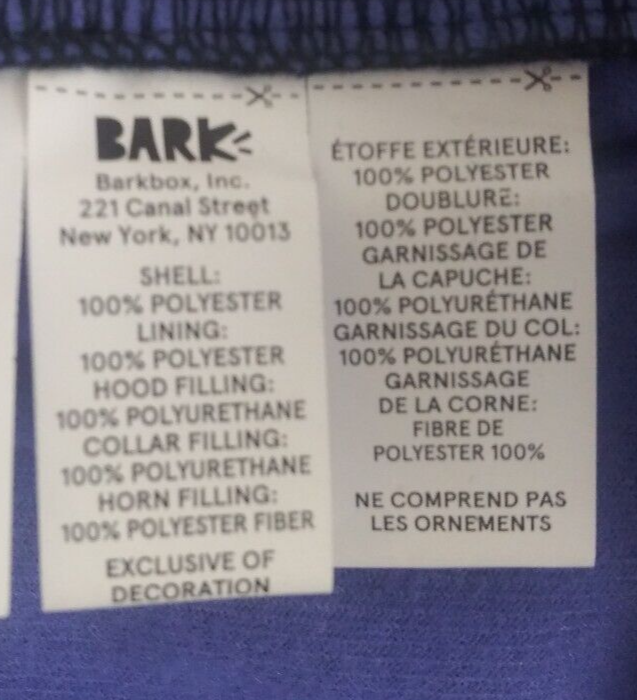 BARK
Barkbox, Inc.
221 Canal Street
New York, NY 10013
SHELL:
100% POLYESTER
LINING:
100% POLYESTER
HOOD FILLING:
100% POLYURETHANE
COLLAR FILLING:
100% POLYURETHANE
HORN FILLING:
100% POLYESTER FIBER
EXCLUSIVE OF
DECORATION
ÉTOFFE EXTÉRIEURE:
100% POLYESTER
DOUBLURE:
100% POLYESTER
GARNISSAGE DE
LA CAPUCHE:
100% POLYURÉTHANE
GARNISSAGE DU COL:
100% POLYURÉTHANE
GARNISSAGE
DE LA CORNE:
FIBRE DE
POLYESTER 100%
NE COMPREND PAS
LES ORNEMENTS